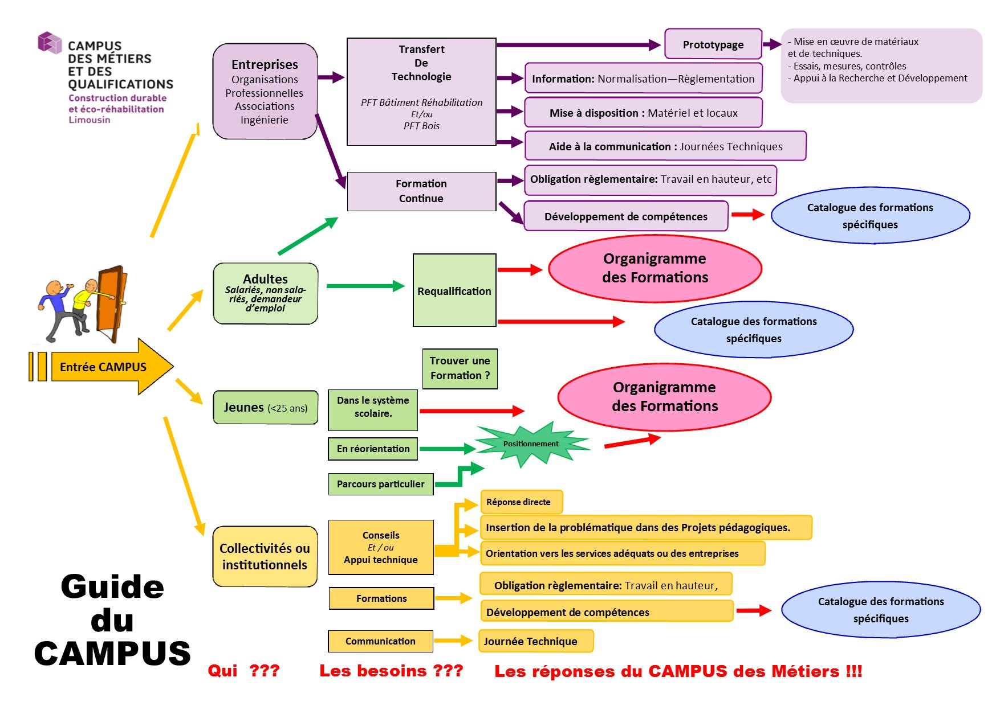 CAMPUS
DES MÉTIERS
ET DES
QUALIFICATIONS
Construction durable
et éco-réhabilitation
Limousin
Entreprises
Organisations
Professionnelles
Associations
Ingénierie
Transfert
De
Technologie
PFT Bâtiment Réhabilitation
Et/ou
PFT Bois
Prototypage
- Mise en œuvre de matériaux
et de techniques.
- Essais, mesures, contrôles
- Appui à la Recherche et Développement
Information: Normalisation—Règlementation
Mise à disposition : Matériel et locaux
Aide à la communication : Journées Techniques
Formation
Continue
Obligation règlementaire: Travail en hauteur, etc
Développement de compétences
Catalogue des formations
spécifiques
Adultes
Salariés, non sala-
riés, demandeur
d’emploi
Requalification
Organigramme
des Formations
Catalogue des formations
spécifiques
Entrée CAMPUS
Trouver une
Formation ?
Jeunes (<25 ans)
Dans le système
scolaire.
Organigramme
des Formations
En réorientation
Positionnement
Parcours particulier
Collectivités ou
institutionnels
Conseils
Et / ou
Appui technique
Réponse directe
Insertion de la problématique dans des Projets pédagogiques.
Orientation vers les services adéquats ou des entreprises
Formations
Obligation règlementaire: Travail en hauteur,
Développement de compétences
Catalogue des formations
spécifiques
Communication
Journée Technique
Guide
du
CAMPUS
Qui ???
Les besoins ???
Les réponses du CAMPUS des Métiers !!!